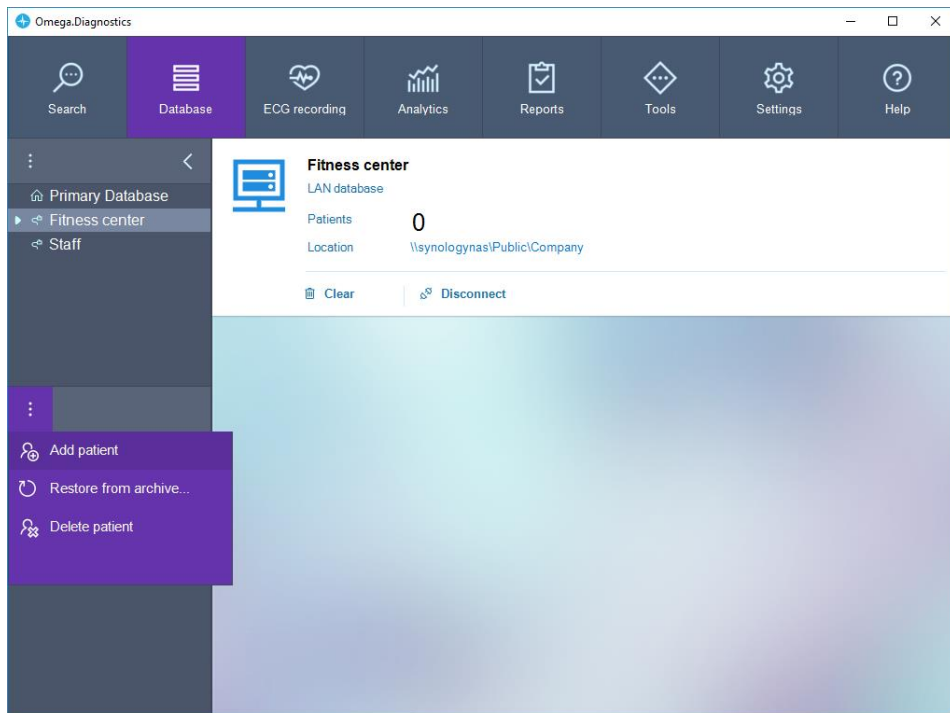 Omega.Diagnostics
Search Database ECG recording Analytics Reports Tools Settings Help
Primary Database
Fitness center
Staff
Fitness center
LAN database
Patients 0
Location \\synologynas\Public\Company
Clear Disconnect
Add patient
Restore from archive...
Delete patient